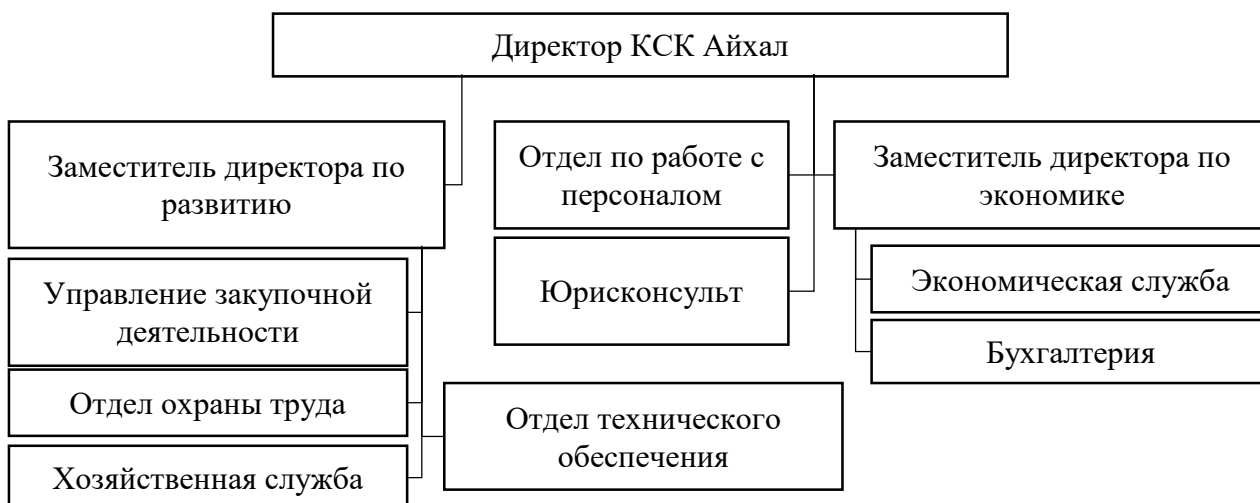 Директор КСК Айхал
Заместитель директора по
развитию
Отдел по работе с
персоналом
Заместитель директора по
экономике
Управление закупочной
деятельности
Юрисконсульт
Экономическая служба
Бухгалтерия
Отдел охраны труда
Отдел технического
обеспечения
Хозяйственная служба